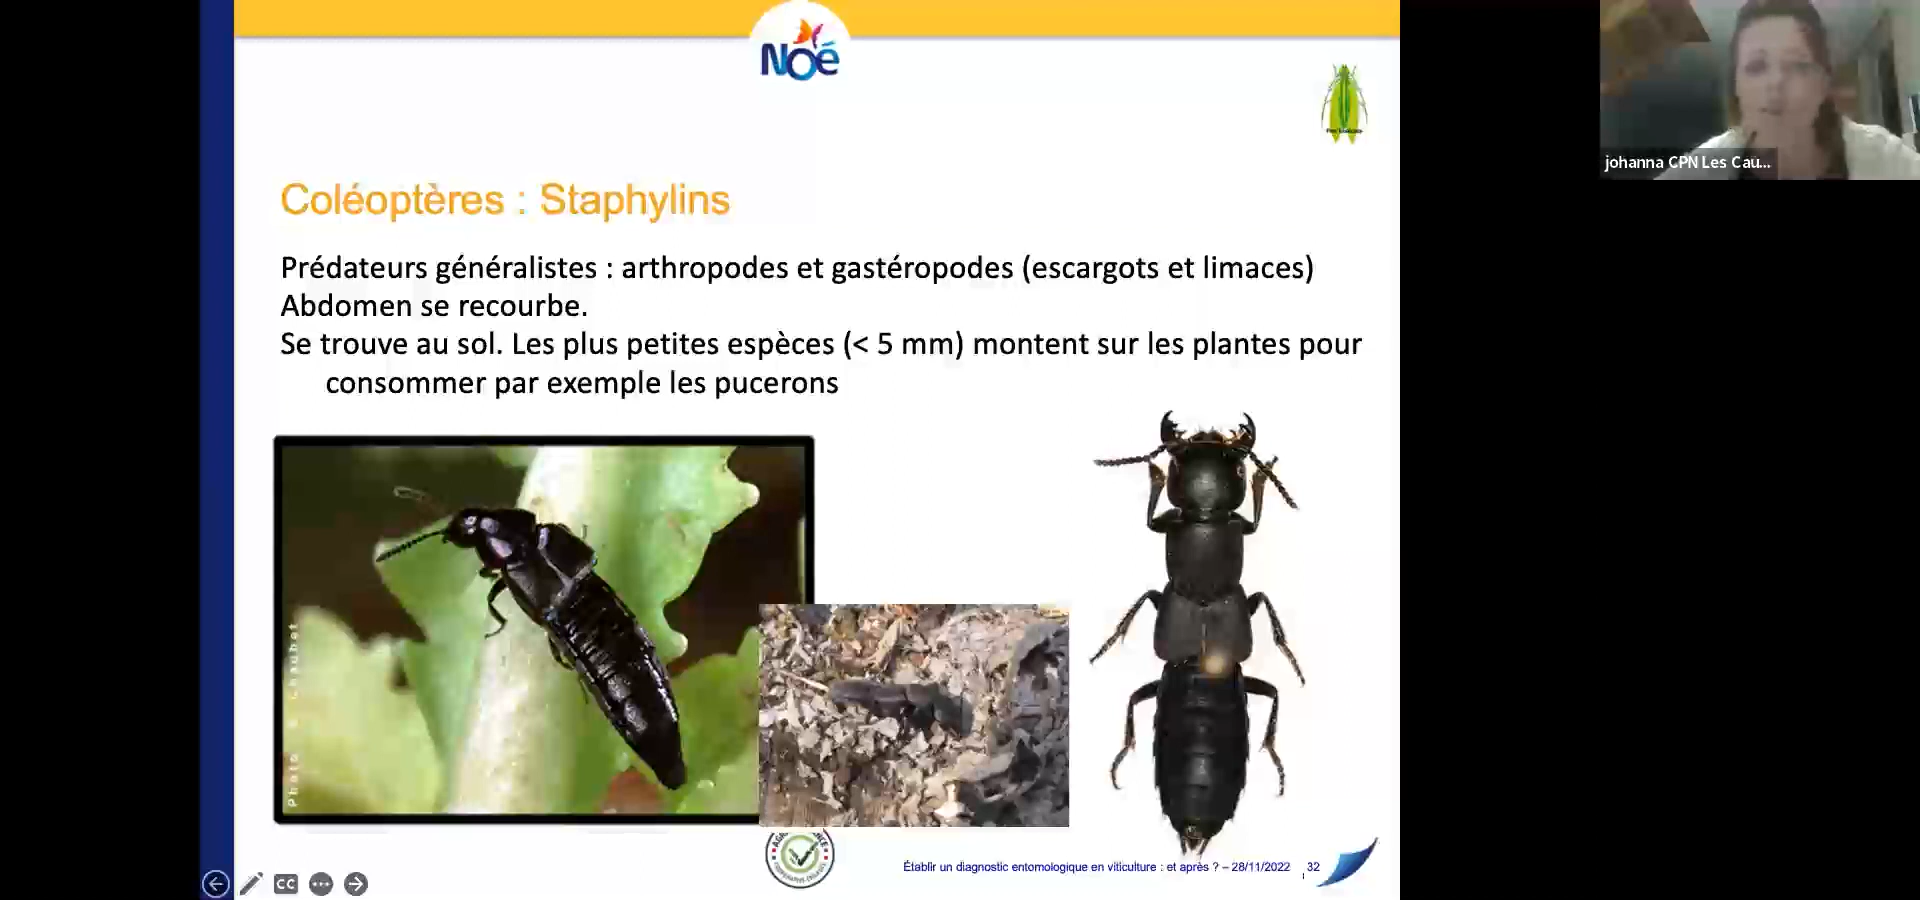 Noé
johanna CPN Les Cau...
Coléoptères : Staphylins
Prédateurs généralistes : arthropodes et gastéropodes (escargots et limaces)
Abdomen se recourbe.
Se trouve au sol. Les plus petites espèces (< 5 mm) montent sur les plantes pour
consommer par exemple les pucerons
Chaubet
Établir un diagnostic entomologique en viticulture : et après ? – 28/11/2022
32
CC